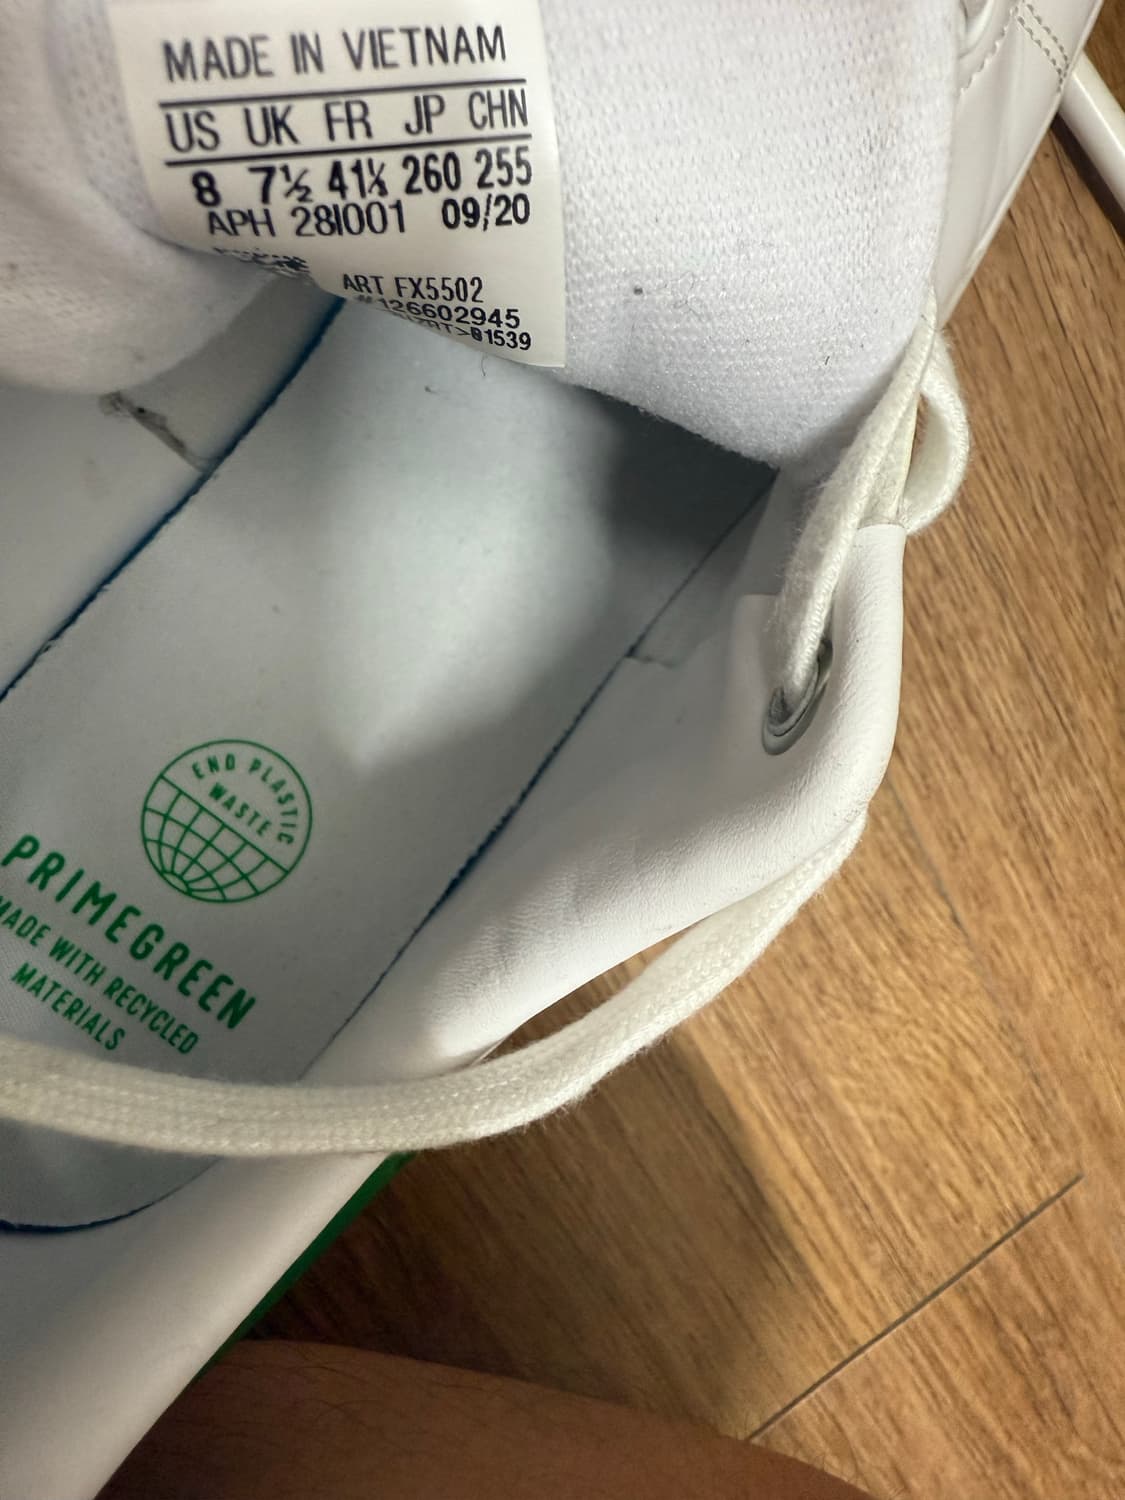 MADE IN VIETNAM
US UK FR JP CHN
8 7½ 41⅓ 260 255
APH 28I001 09/20
ART FX5502
#126602945
81539
END PLASTIC
WASTE
PRIMEGREEN
MADE WITH RECYCLED
MATERIALS